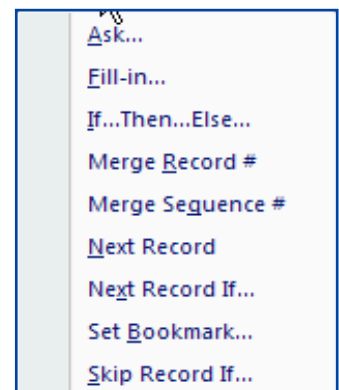 Ask...
Fill-in...
If...Then...Else...
Merge Record #
Merge Sequence #
Next Record
Next Record If...
Set Bookmark...
Skip Record If...